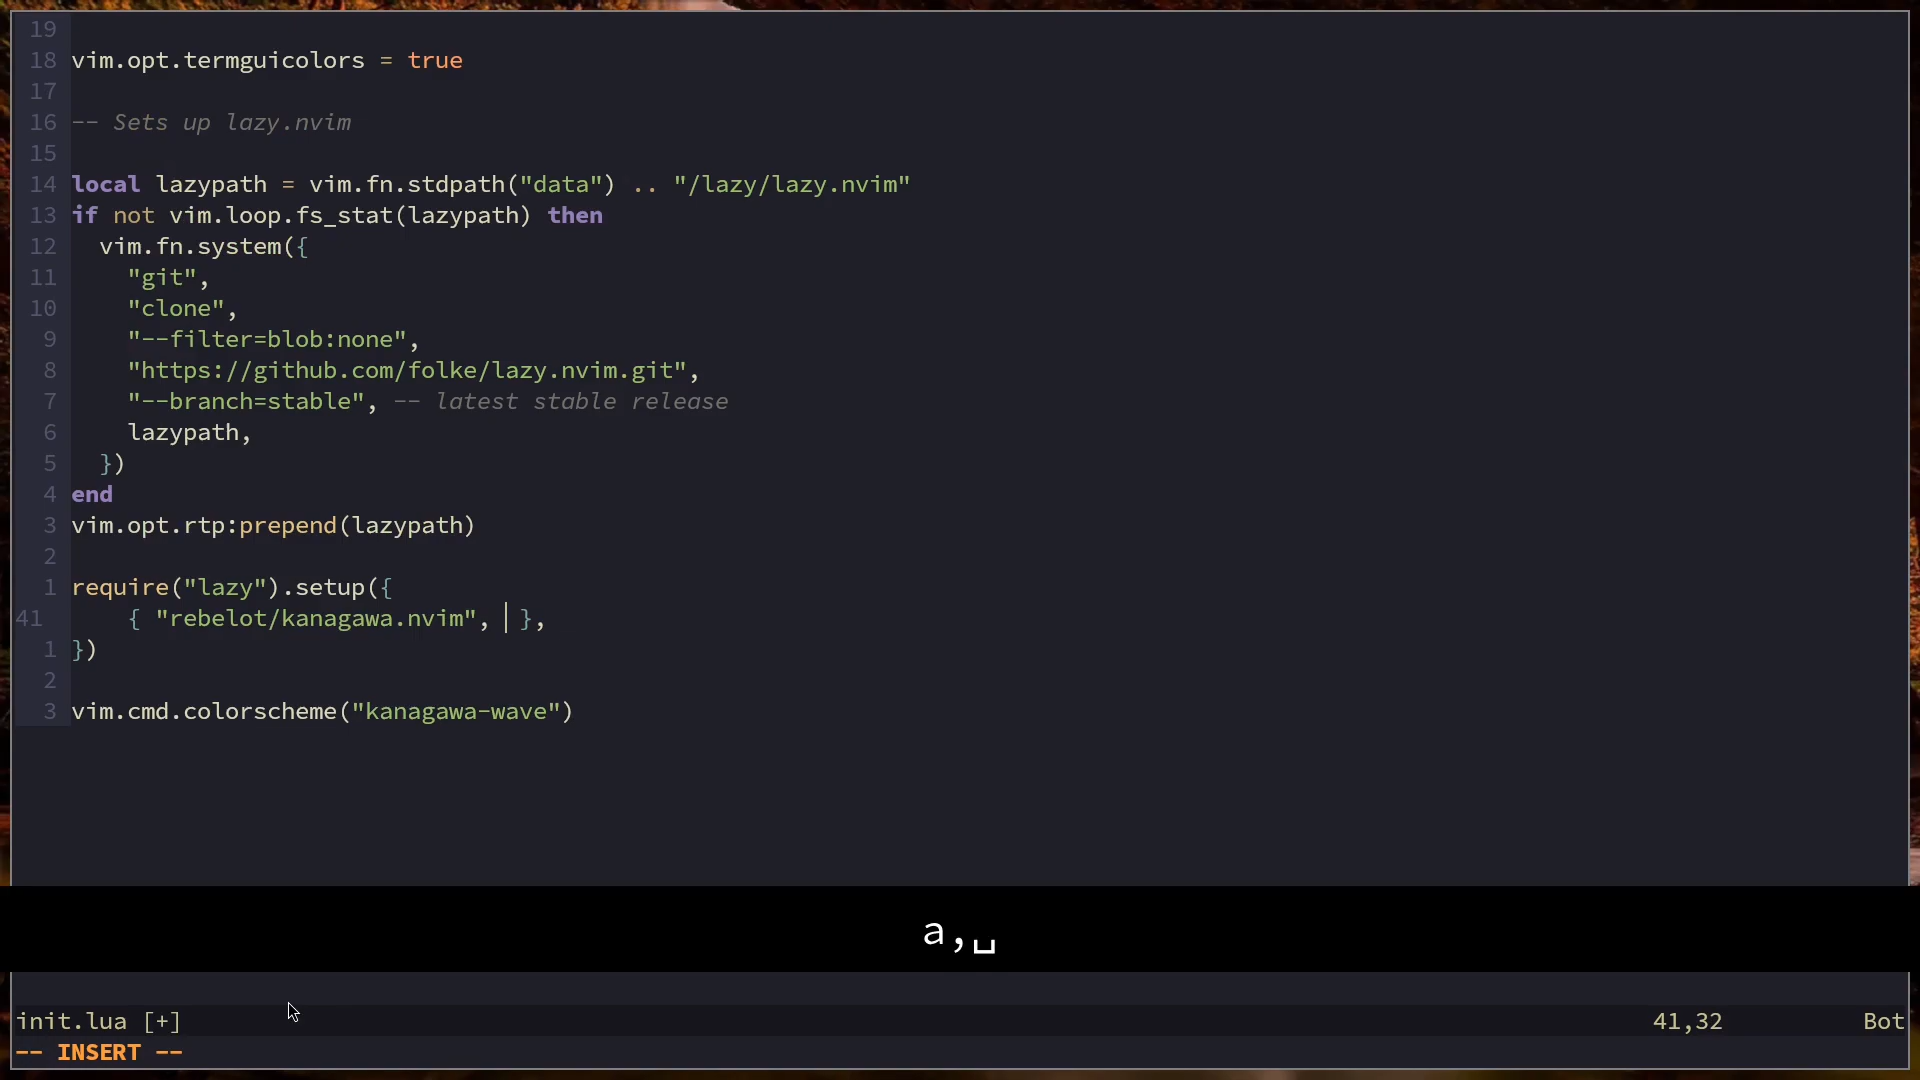 19
18 vim.opt.termguicolors = true
17
16 -- Sets up lazy.nvim
15
14 local lazypath = vim.fn.stdpath("data") .. "/lazy/lazy.nvim"
13 if not vim.loop.fs_stat(lazypath) then
12   vim.fn.system({
11     "git",
10     "clone",
9     "--filter=blob:none",
8     "https://github.com/folke/lazy.nvim.git",
7     "--branch=stable", -- latest stable release
6     lazypath,
5   })
4 end
3 vim.opt.rtp:prepend(lazypath)
2
1 require("lazy").setup({
41     { "rebelot/kanagawa.nvim",  },
1 })
2
3 vim.cmd.colorscheme("kanagawa-wave")
a,␣
init.lua [+] 41,32 Bot
-- INSERT --